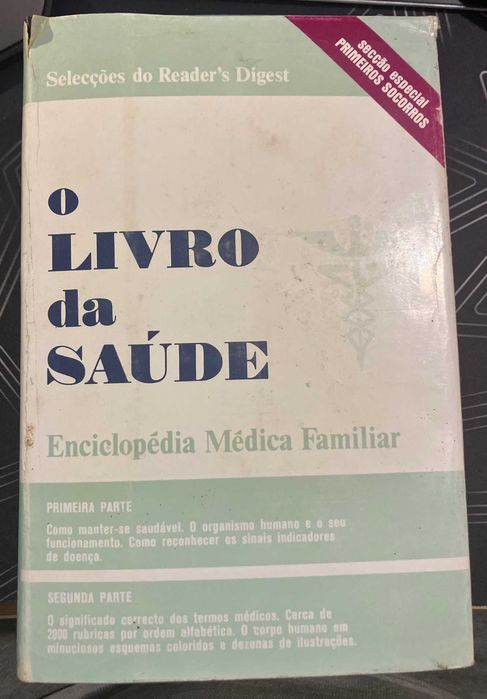 Selecções do Reader's Digest
secção especial
PRIMEIROS SOCORROS
O
LIVRO
da
SAÚDE
Enciclopédia Médica Familiar
PRIMEIRA PARTE
Como manter-se saudável. O organismo humano e o seu
funcionamento. Como reconhecer os sinais indicadores
de doença.
SEGUNDA PARTE
O significado correcto dos termos médicos. Cerca de
2000 rubricas por ordem alfabética. O corpo humano em
minuciosos esquemas coloridos e dezenas de ilustrações.